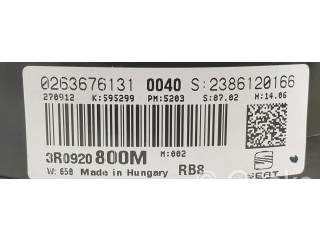 0263676131 0040 S:2386120166
270912 K:595299 PM:5203 S:07.02 H:14.06
3R0920 800M M:002
W: 650 Made in Hungary RB8 SEAT